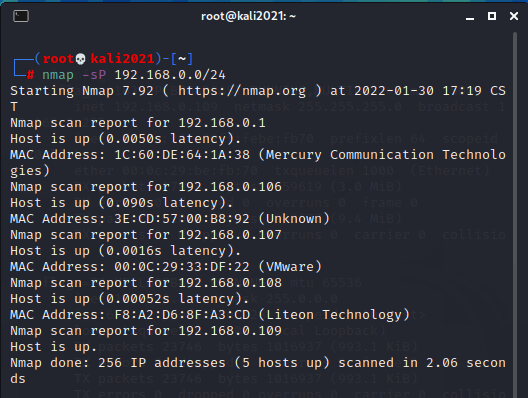 root@kali2021: ~
(root💀kali2021)-[~]
# nmap -sP 192.168.0.0/24
Starting Nmap 7.92 ( https://nmap.org ) at 2022-01-30 17:19 CS
T
Nmap scan report for 192.168.0.1
Host is up (0.0050s latency).
MAC Address: 1C:60:DE:64:1A:38 (Mercury Communication Technolo
gies)
Nmap scan report for 192.168.0.106
Host is up (0.090s latency).
MAC Address: 3E:CD:57:00:B8:92 (Unknown)
Nmap scan report for 192.168.0.107
Host is up (0.0016s latency).
MAC Address: 00:0C:29:33:DF:22 (VMware)
Nmap scan report for 192.168.0.108
Host is up (0.00052s latency).
MAC Address: F8:A2:D6:8F:A3:CD (Liteon Technology)
Nmap scan report for 192.168.0.109
Host is up.
Nmap done: 256 IP addresses (5 hosts up) scanned in 2.06 secon
ds